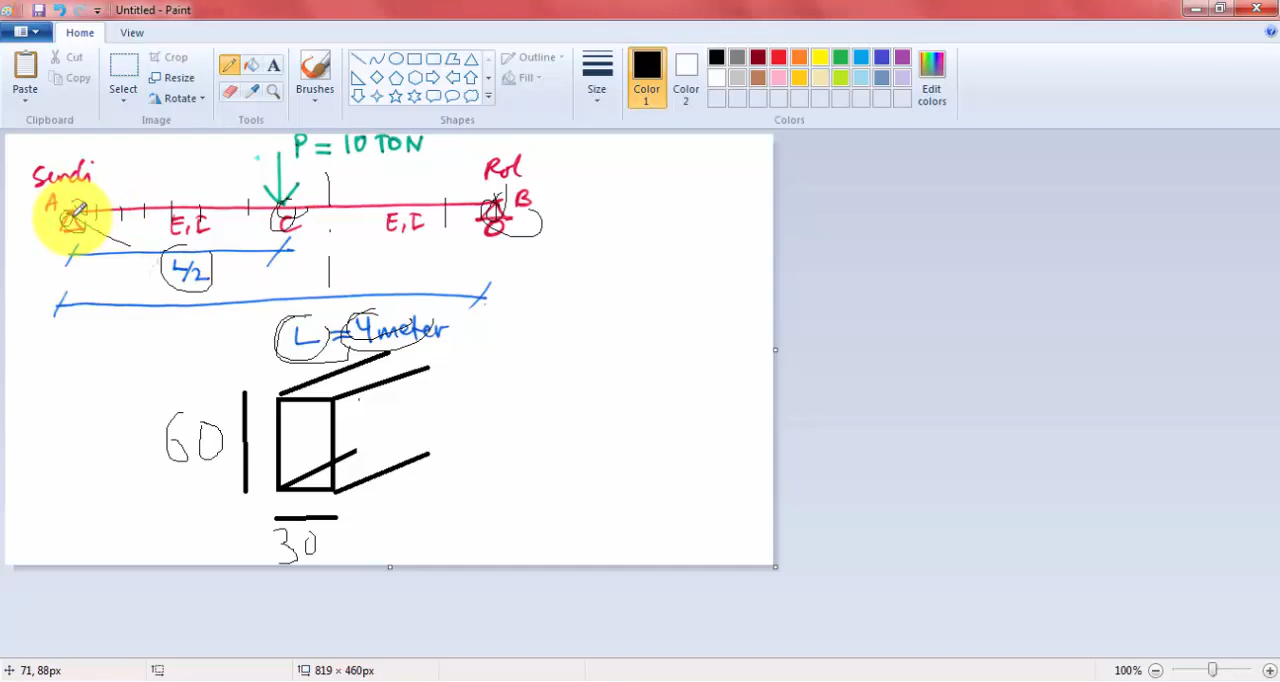 Untitled - Paint
Home
View
Paste
Cut
Copy
Clipboard
Select
Crop
Resize
Rotate
Image
A
Tools
Brushes
Shapes
Outline
Fill
Size
Color
1
Color
2
Edit
colors
Colors
P = 10 TON
Sendi
Rol
A
B
E, I
C
E, I
L/2
L = 4 meter
60
30
71, 88px
819 × 460px
100%